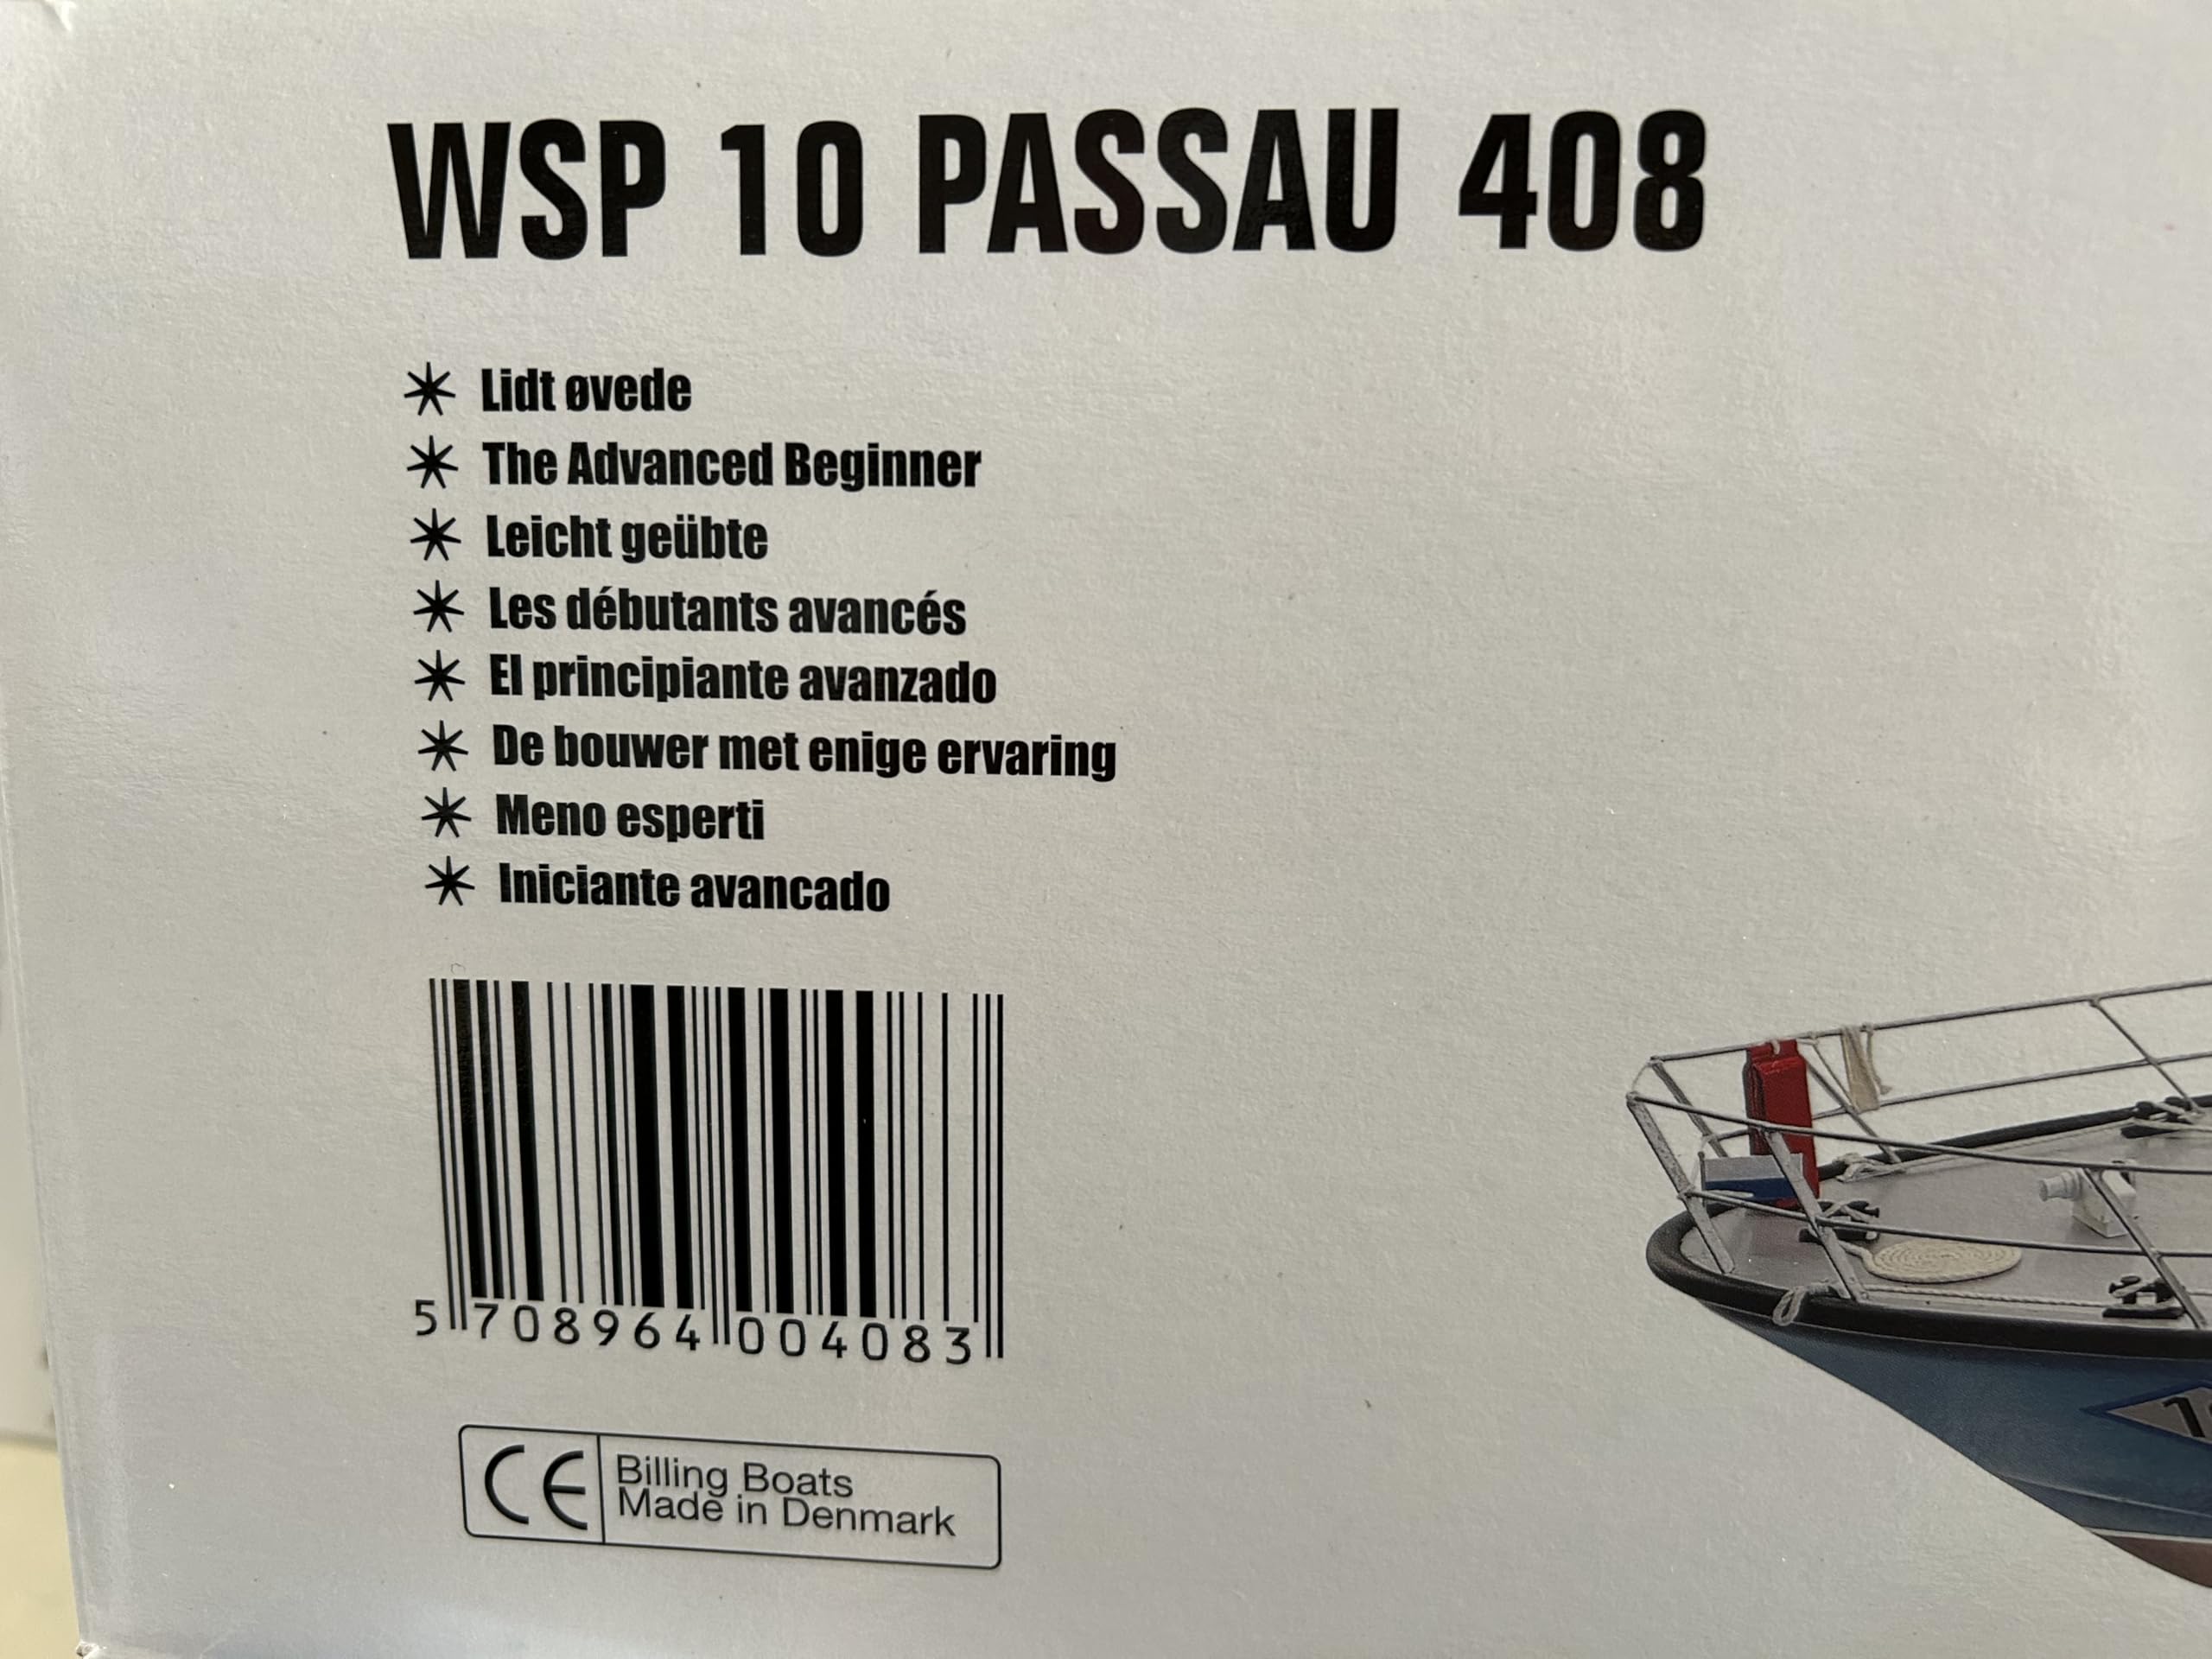 WSP 10 PASSAU 408
Lidt øvede
The Advanced Beginner
Leicht geübte
Les débutants avancés
El principiante avanzado
De bouwer met enige ervaring
Meno esperti
Iniciante avancado
5 708964 004083
CE
Billing Boats
Made in Denmark